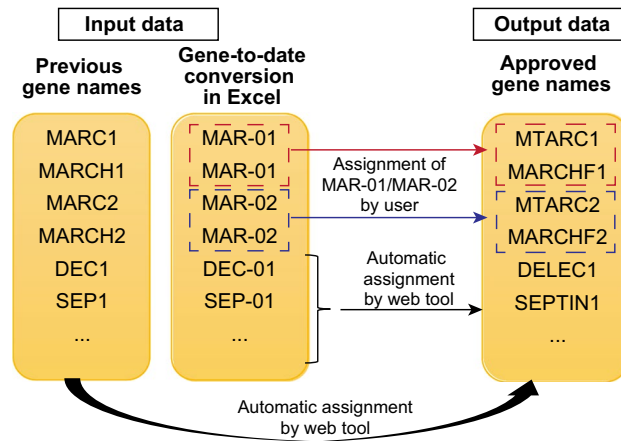 Input data
Output data
Previous
gene names
Gene-to-date
conversion
in Excel
Approved
gene names
MARC1
MARCH1
MARC2
MARCH2
DEC1
SEP1
...
MAR-01
MAR-01
MAR-02
MAR-02
DEC-01
SEP-01
...
Assignment of
MAR-01/MAR-02
by user
Automatic
assignment
by web tool
MTARC1
MARCHF1
MTARC2
MARCHF2
DELEC1
SEPTIN1
...
Automatic assignment
by web tool